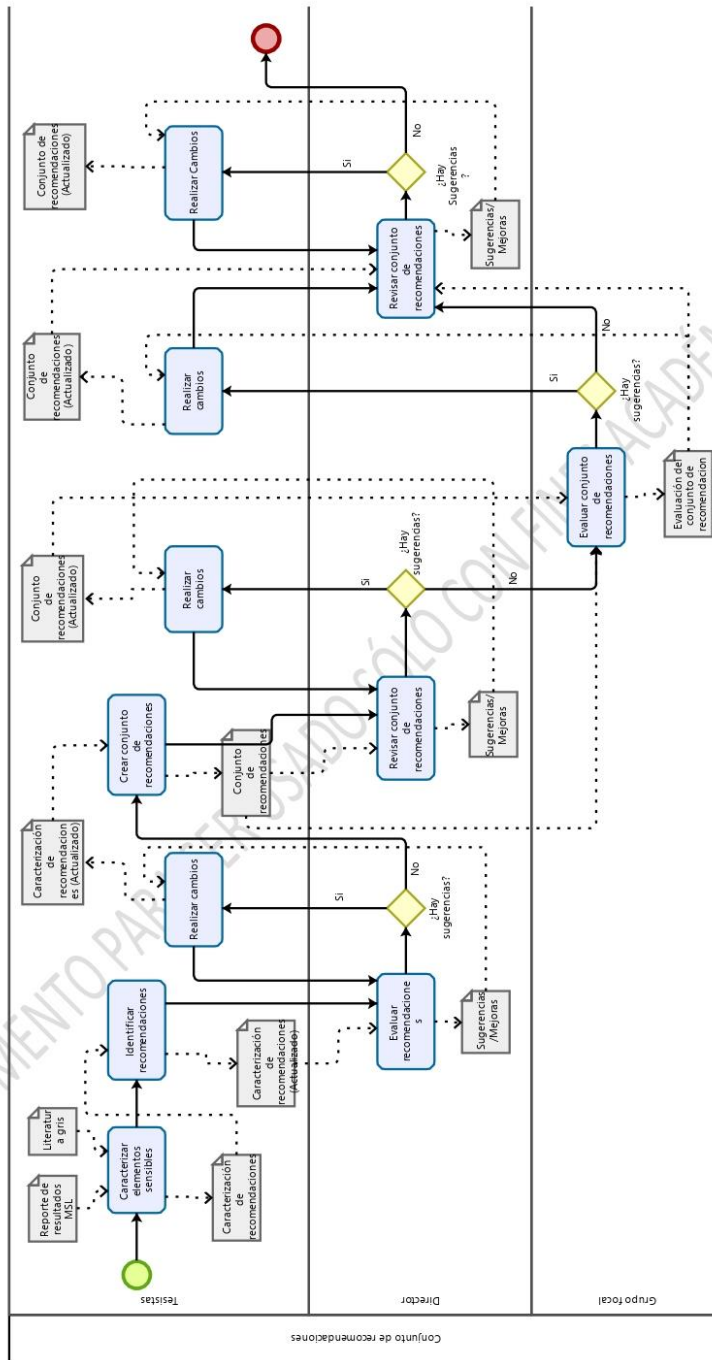 Conjunto de recomendaciones
Tesistas
Director
Grupo focal
Reporte de
resultados
MSL
Literatur
a gris
Caracterizar
elementos
sensibles
Caracterización
de
recomendaciones
Identificar
recomendaciones
Caracterización
de
recomendaciones
(Actualizado)
Evaluar
recomendacione
s
Sugerencias
/Mejoras
¿Hay
sugerencias?
Si
No
Realizar cambios
Caracterización
de
recomendacion
es (Actualizado)
Crear conjunto
de
recomendaciones
Conjunto
de
recomendaciones
Revisar conjunto
de
recomendaciones
Sugerencias/
Mejoras
¿Hay
sugerencias?
Si
No
Realizar
cambios
Conjunto
de
recomendaciones
(Actualizado)
Evaluar conjunto
de
recomendaciones
Evaluación del
conjunto de
recomendacion
¿Hay
sugerencias?
Si
No
Realizar
cambios
Conjunto
de
recomendaciones
(Actualizado)
Revisar conjunto
de
recomendaciones
Sugerencias/
Mejoras
¿Hay
Sugerencias
?
Si
No
Realizar Cambios
Conjunto de
recomendaciones
(Actualizado)
USADO SÓLO CON